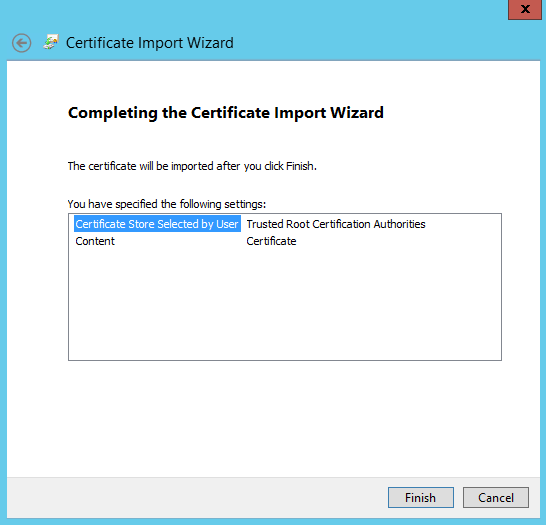 x
Certificate Import Wizard
Completing the Certificate Import Wizard
The certificate will be imported after you click Finish.
You have specified the following settings:
Certificate Store Selected by User Trusted Root Certification Authorities
Content Certificate
Finish Cancel